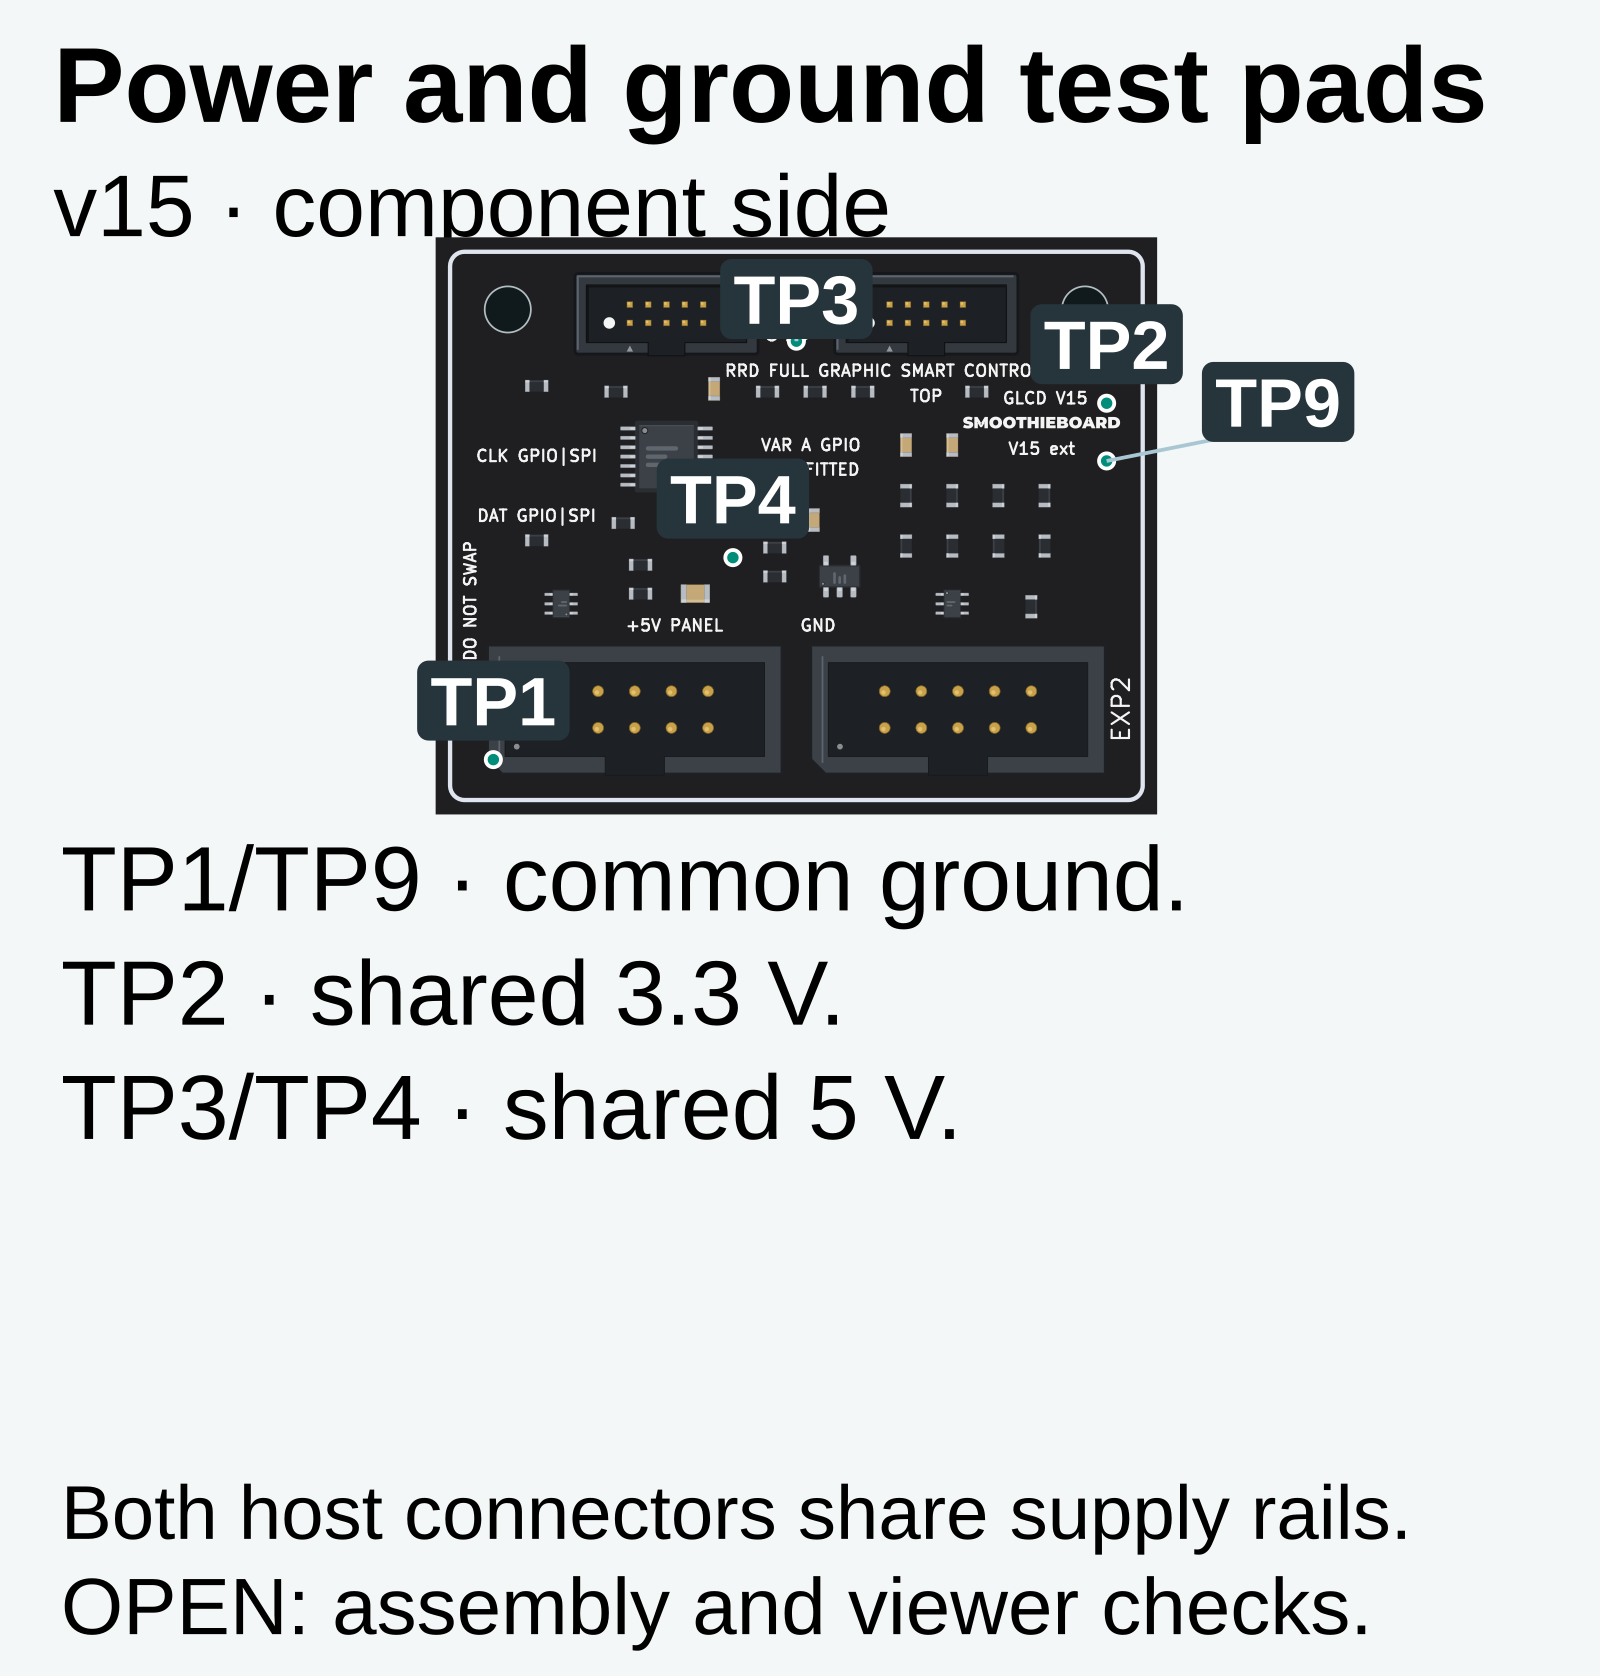 Power and ground test pads
v15 · component side
TP3
TP2
RRD FULL GRAPHIC SMART
TOP
GLCD V15
TP9
SMOOTHIEBOARD
V15 ext
CLK GPIO|SPI
VAR A GPIO
TP4
DAT GPIO|SPI
DO NOT SWAP
+5V PANEL
GND
TP1
EXP2
TP1/TP9 · common ground.
TP2 · shared 3.3 V.
TP3/TP4 · shared 5 V.
Both host connectors share supply rails.
OPEN: assembly and viewer checks.